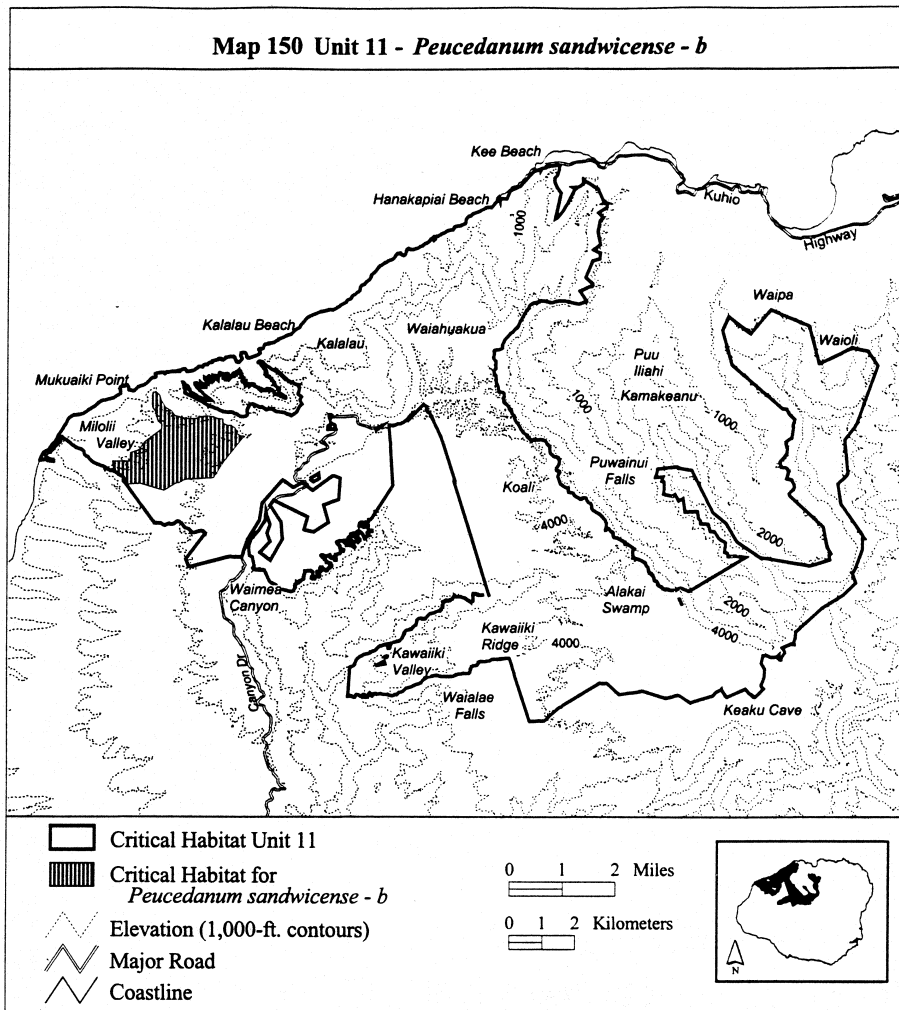 Map 150 Unit 11 - Peucedanum sandwicense - b
Kee Beach
Hanakapiai Beach
Kuhio
Highway
1000
Waipa
Kalalau Beach
Kalalau
Waiahuakua
Waioli
Mukuaiki Point
Puu
Iliahi
Kamakeanu
1000
1000
Milolii
Valley
Puwainui
Falls
Koali
4000
2000
Waimea
Canyon
Alakai
Swamp
2000
4000
Kawaiiki
Ridge
4000
Kawaiiki
Valley
Canyon Dr
Waialae
Falls
Keaku Cave
Critical Habitat Unit 11
Critical Habitat for
Peucedanum sandwicense - b
Elevation (1,000-ft. contours)
Major Road
Coastline
0 1 2 Miles
0 1 2 Kilometers
N